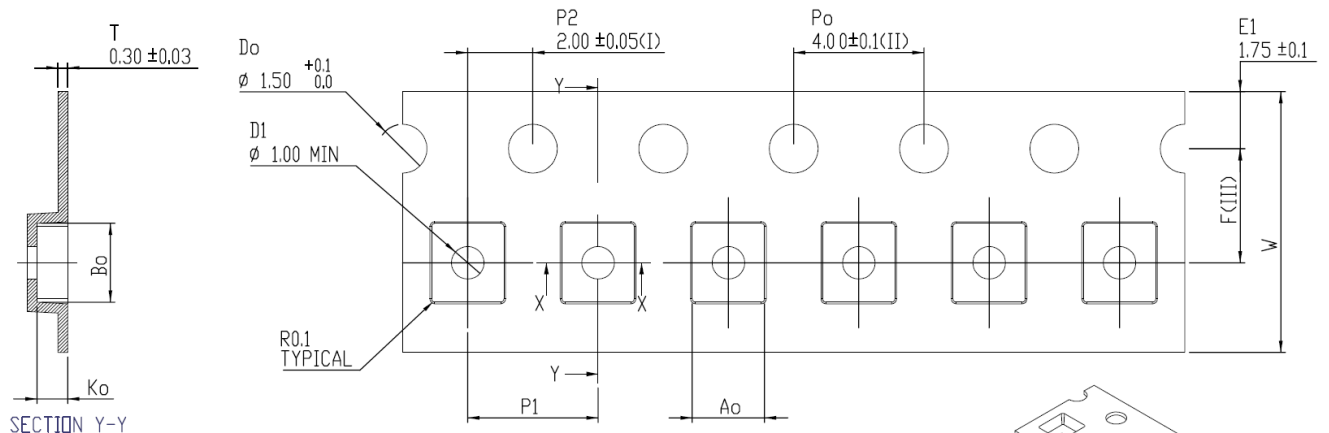 T
0.30 ±0.03
Do
ø 1.50 +0.1 0.0
D1
ø 1.00 MIN
P2
2.00 ±0.05(I)
Po
4.0 0±0.1(II)
E1
1.75 ±0.1
Y
F(III)
W
Bo
X
X
R0.1
TYPICAL
Y
Ko
P1
Ao
SECTION Y-Y